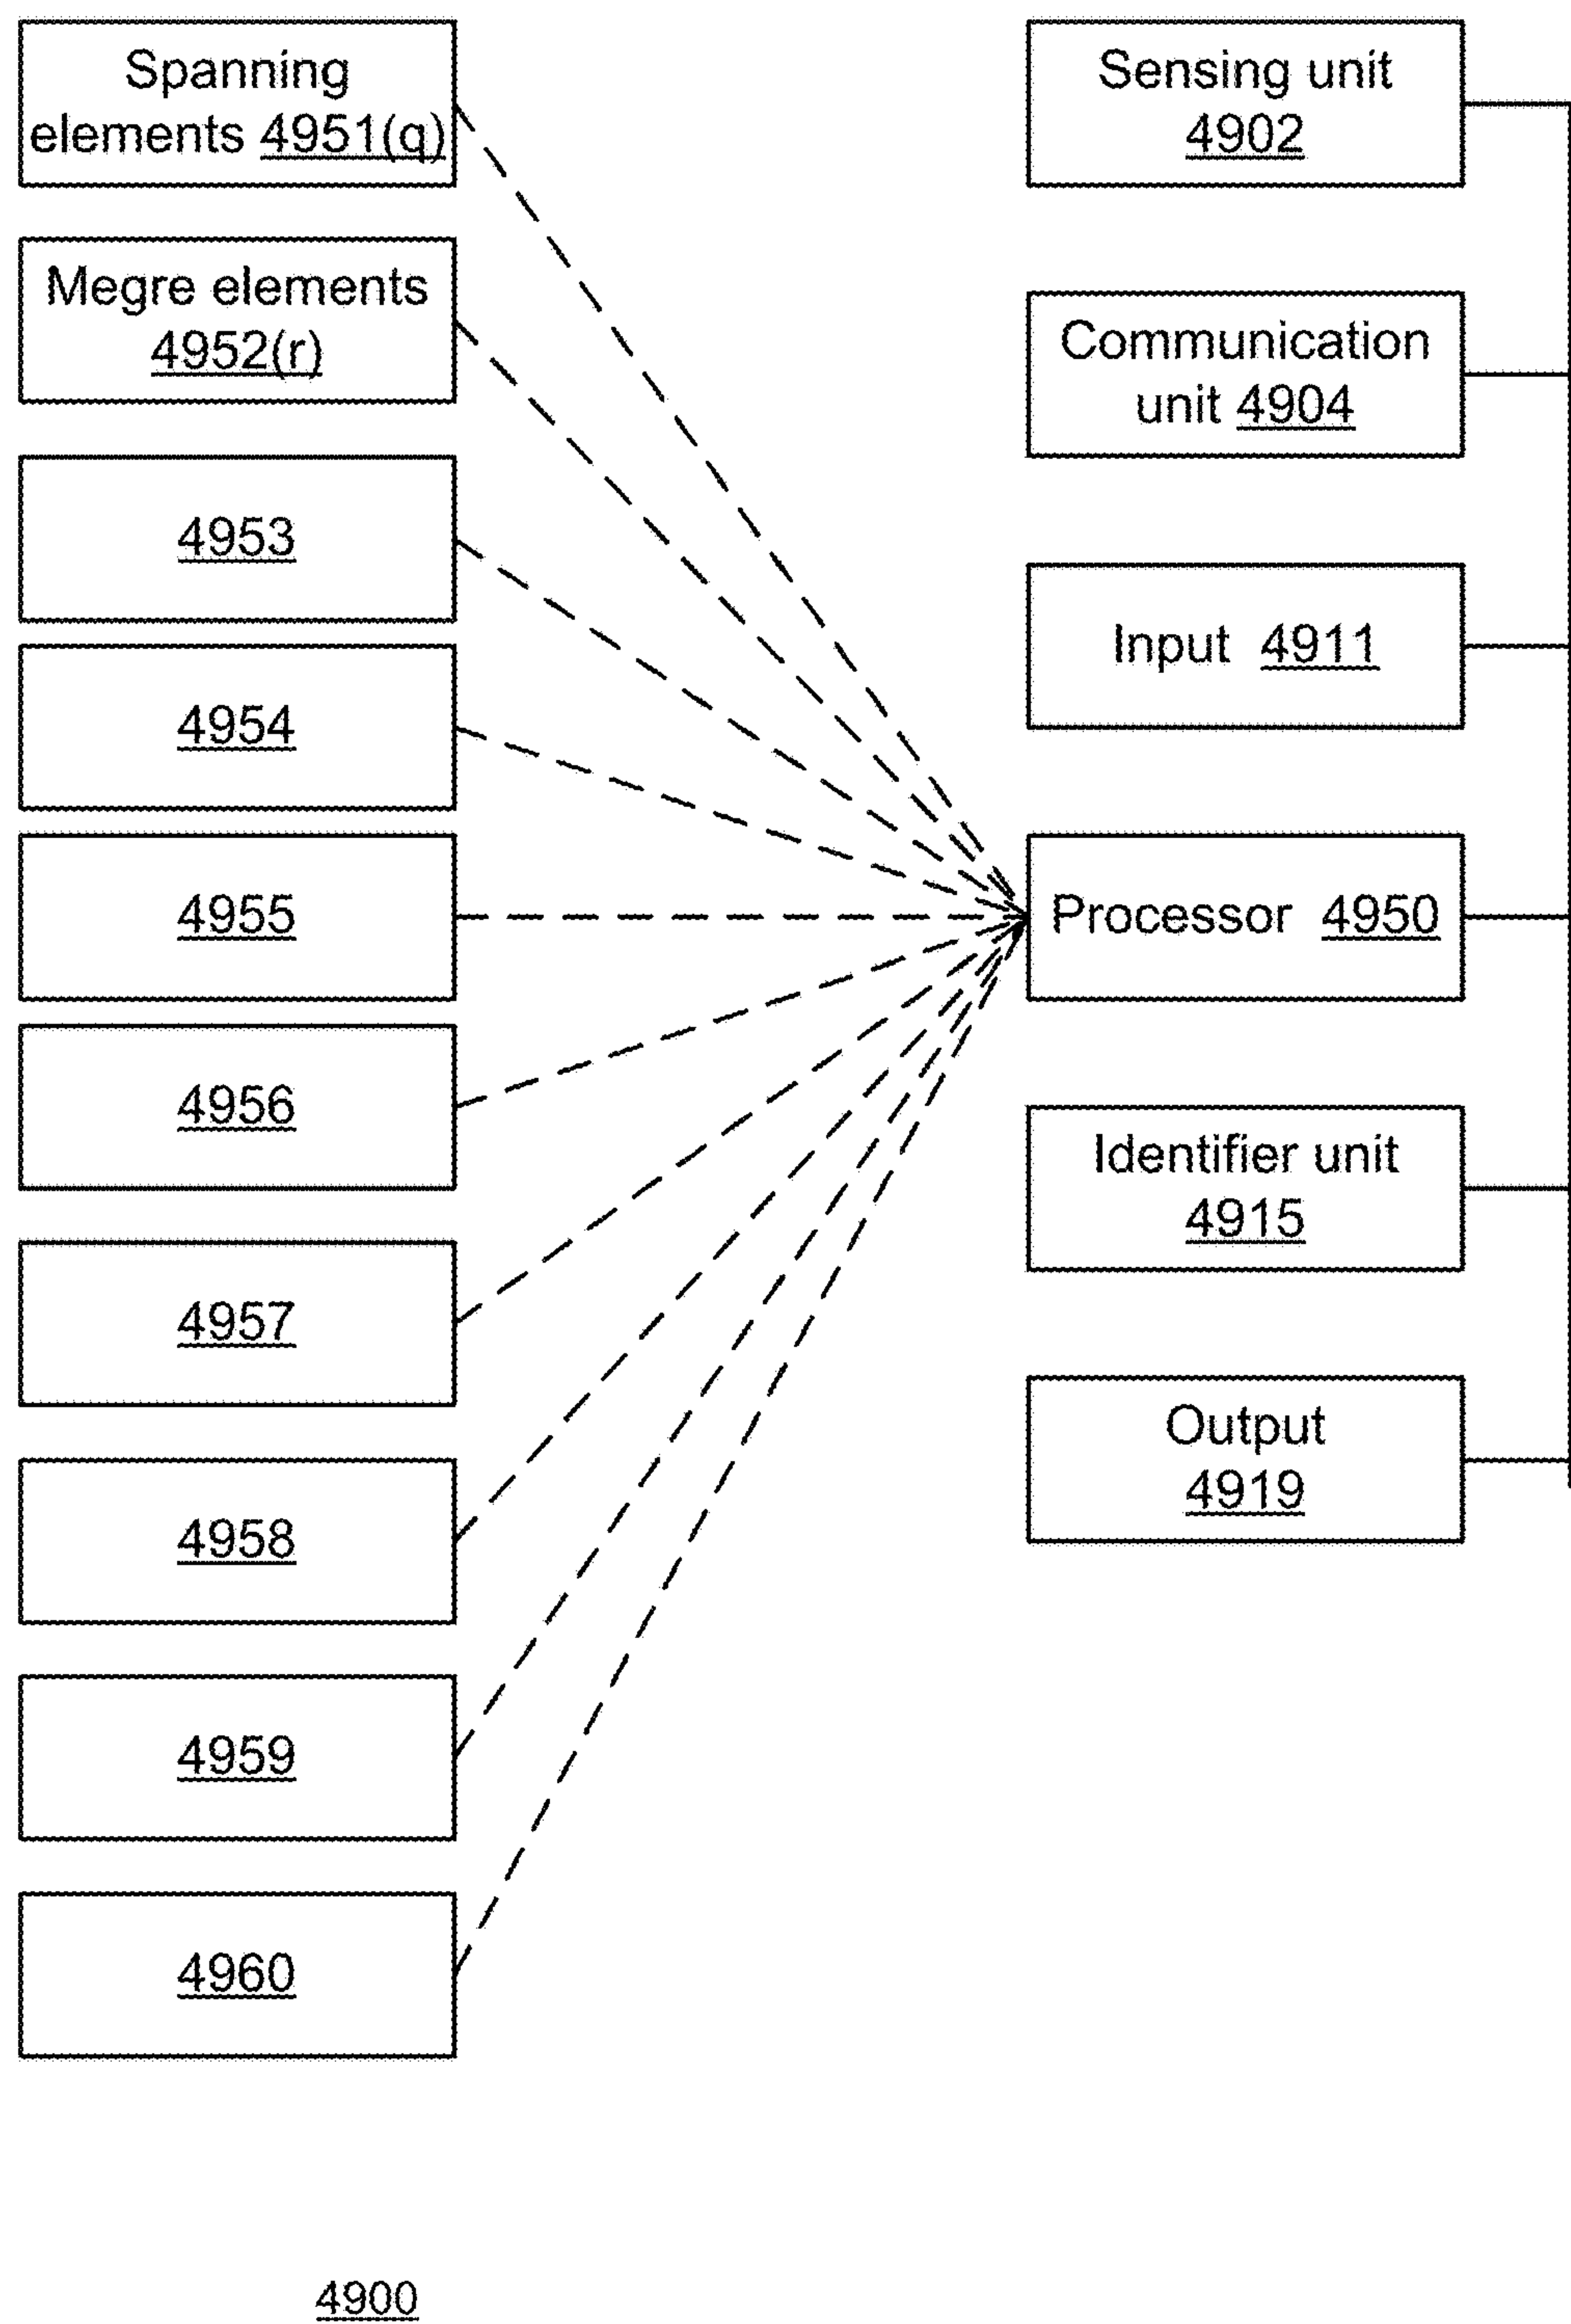 Spanning
elements 4951(q)
Megre elements
4952(r)
4953
4954
4955
4956
4957
4958
4959
4960
Sensing unit
4902
Communication
unit 4904
Input 4911
Processor 4950
Identifier unit
4915
Output
4919
4900